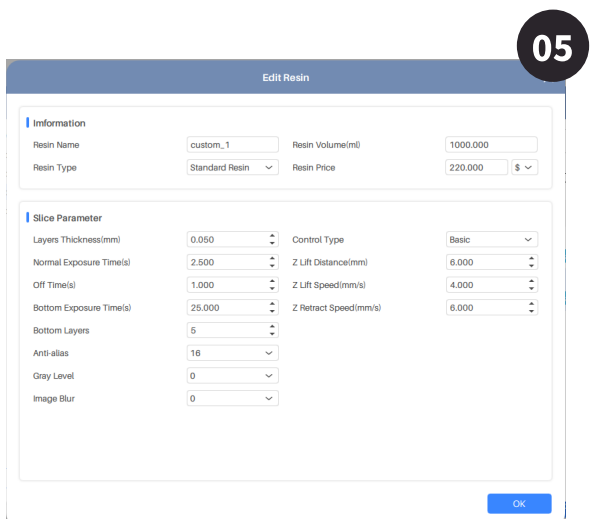 05
Edit Resin
Imformation
Resin Name custom_1 Resin Volume(ml) 1000.000
Resin Type Standard Resin Resin Price 220.000 $
Slice Parameter
Layers Thickness(mm) 0.050 Control Type Basic
Normal Exposure Time(s) 2.500 Z Lift Distance(mm) 6.000
Off Time(s) 1.000 Z Lift Speed(mm/s) 4.000
Bottom Exposure Time(s) 25.000 Z Retract Speed(mm/s) 6.000
Bottom Layers 5
Anti-alias 16
Gray Level 0
Image Blur 0
OK